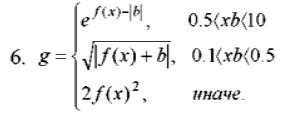 6. g = { e^{f(x)-|b|}, 0.5⟨xb⟨10
√|f(x)+b|, 0.1⟨xb⟨0.5
2f(x)², иначе.